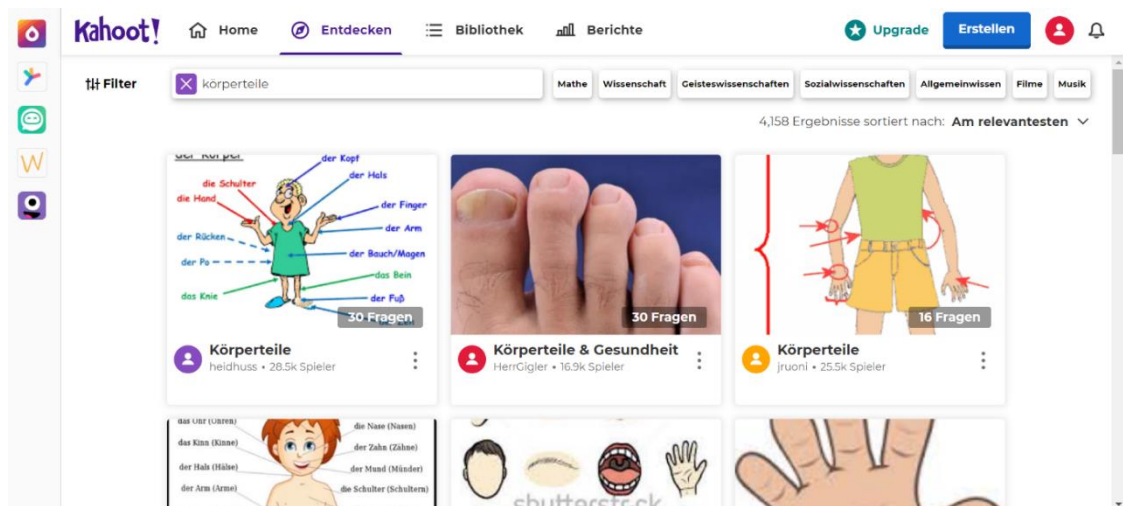 Kahoot!
Home
Entdecken
Bibliothek
Berichte
Upgrade
Erstellen
Filter
körperteile
Mathe
Wissenschaft
Geisteswissenschaften
Sozialwissenschaften
Allgemeinwissen
Filme
Musik
4,158 Ergebnisse sortiert nach: Am relevantesten
der Kopf
die Schulter
der Hals
die Hand
der Finger
der Arm
der Rücken
der Bauch/Magen
der Po
das Bein
das Knie
der Fuß
30 Fragen
30 Fragen
16 Fragen
Körperteile
heidhuss • 28.5k Spieler
Körperteile & Gesundheit
HerrGigler • 16.9k Spieler
Körperteile
jruoni • 25.5k Spieler
das Ohr (Ohren)
die Nase (Nasen)
das Kinn (Kinne)
der Zahn (Zähne)
der Hals (Hälse)
der Mund (Münder)
der Arm (Arme)
die Schulter (Schultern)